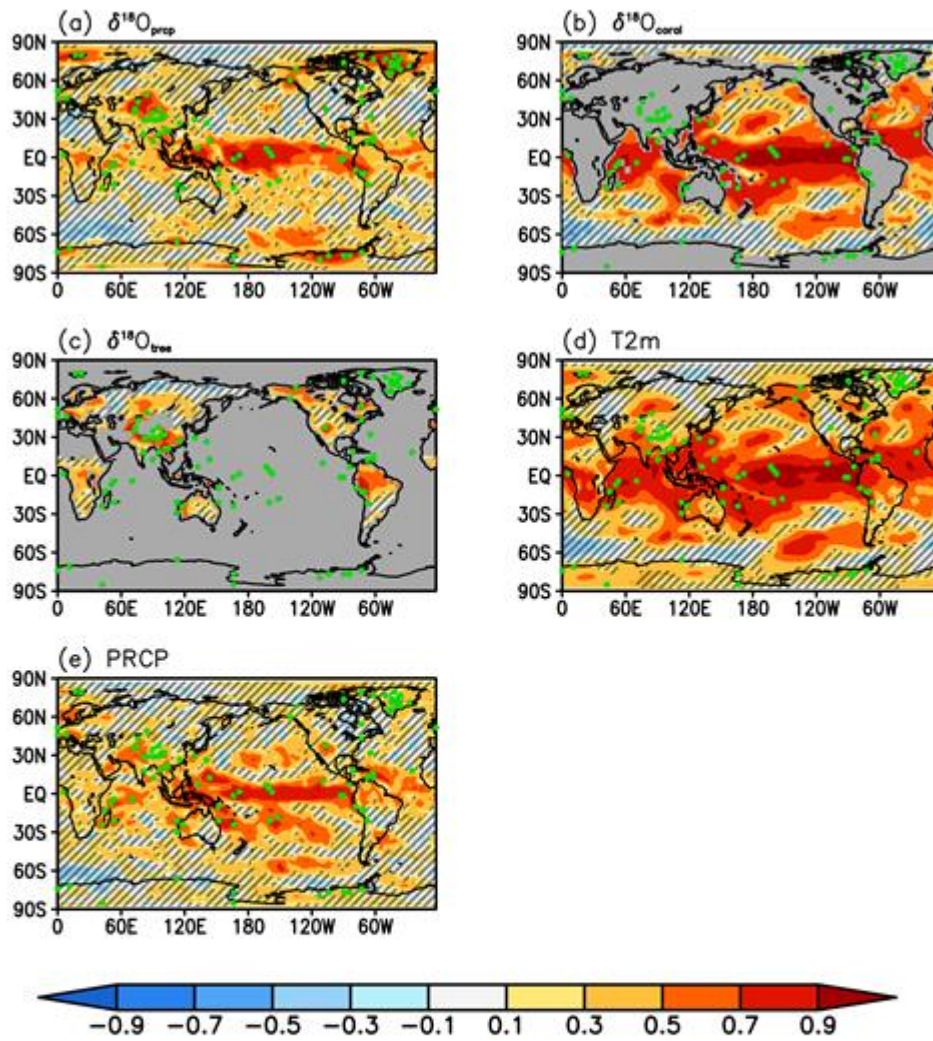 (a) δ¹⁸Oprcp
(b) δ¹⁸Ocoral
90N 90N
60N 60N
30N 30N
EQ EQ
30S 30S
60S 60S
90S 90S
0 60E 120E 180 120W 60W 0 60E 120E 180 120W 60W
(c) δ¹⁸Otree
(d) T2m
90N 90N
60N 60N
30N 30N
EQ EQ
30S 30S
60S 60S
90S 90S
0 60E 120E 180 120W 60W 0 60E 120E 180 120W 60W
(e) PRCP
90N
60N
30N
EQ
30S
60S
90S
0 60E 120E 180 120W 60W
−0.9 −0.7 −0.5 −0.3 −0.1 0.1 0.3 0.5 0.7 0.9